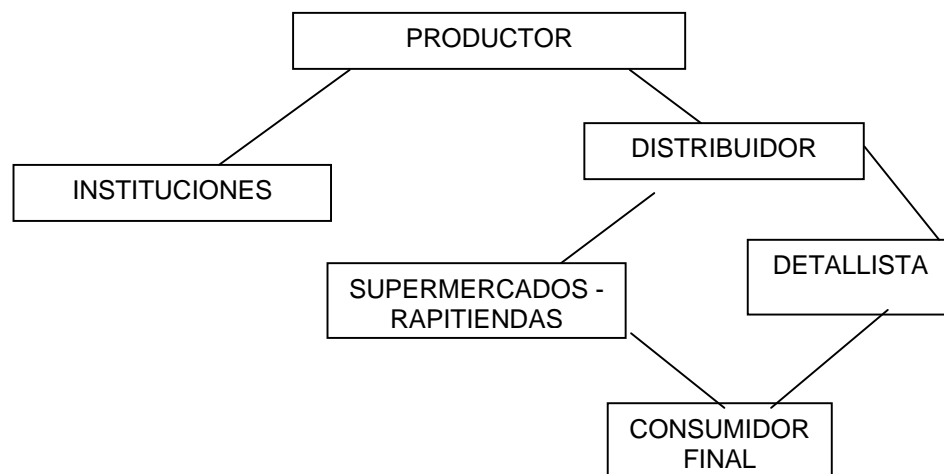 PRODUCTOR
DISTRIBUIDOR
INSTITUCIONES
DETALLISTA
SUPERMERCADOS -
RAPITIENDAS
CONSUMIDOR
FINAL